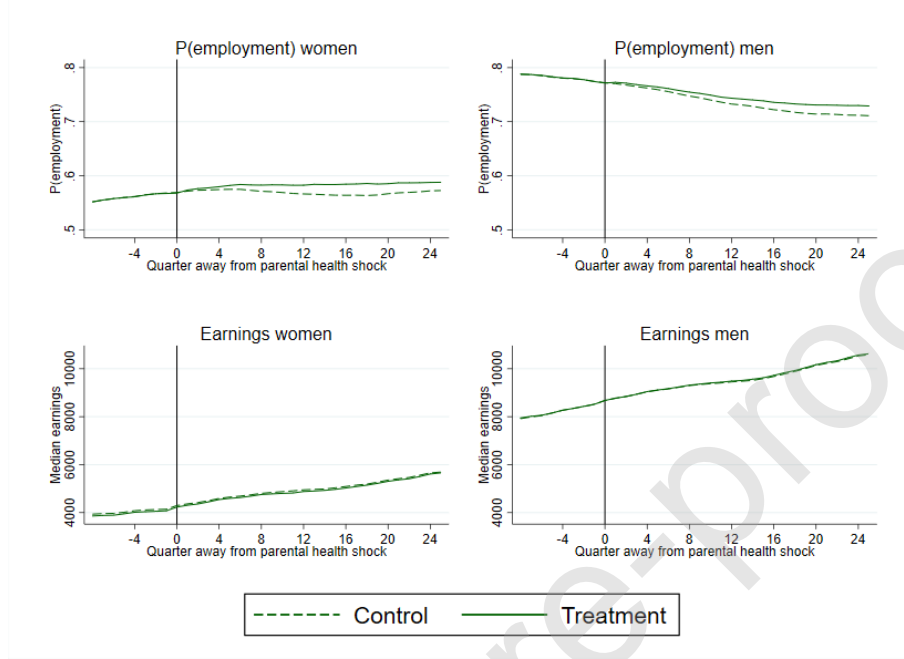 P(employment) women
P(employment)
.8
.7
.6
.5
-4 0 4 8 12 16 20 24
Quarter away from parental health shock
P(employment) men
P(employment)
.8
.7
.6
.5
-4 0 4 8 12 16 20 24
Quarter away from parental health shock
Earnings women
Median earnings
10000
8000
6000
4000
-4 0 4 8 12 16 20 24
Quarter away from parental health shock
Earnings men
Median earnings
10000
8000
6000
4000
-4 0 4 8 12 16 20 24
Quarter away from parental health shock
Control Treatment
re-proo